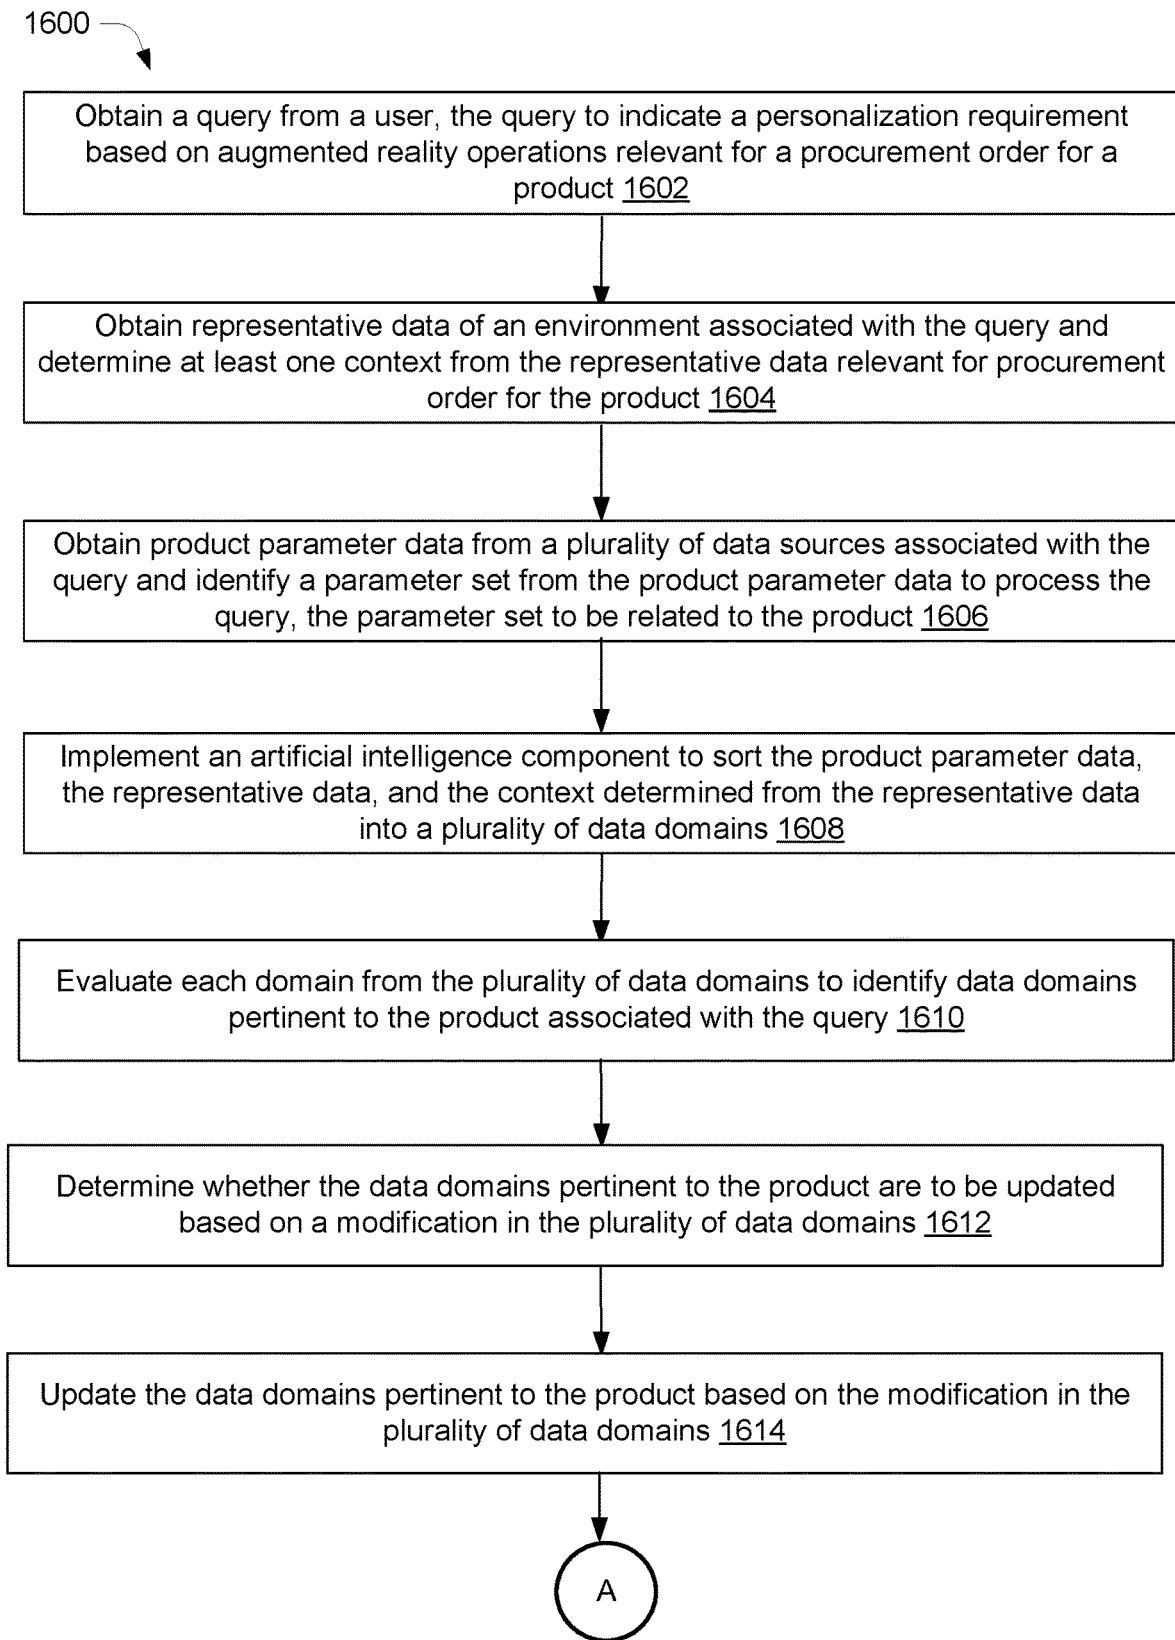 1600
Obtain a query from a user, the query to indicate a personalization requirement
based on augmented reality operations relevant for a procurement order for a
product 1602
Obtain representative data of an environment associated with the query and
determine at least one context from the representative data relevant for procurement
order for the product 1604
Obtain product parameter data from a plurality of data sources associated with the
query and identify a parameter set from the product parameter data to process the
query, the parameter set to be related to the product 1606
Implement an artificial intelligence component to sort the product parameter data,
the representative data, and the context determined from the representative data
into a plurality of data domains 1608
Evaluate each domain from the plurality of data domains to identify data domains
pertinent to the product associated with the query 1610
Determine whether the data domains pertinent to the product are to be updated
based on a modification in the plurality of data domains 1612
Update the data domains pertinent to the product based on the modification in the
plurality of data domains 1614
A